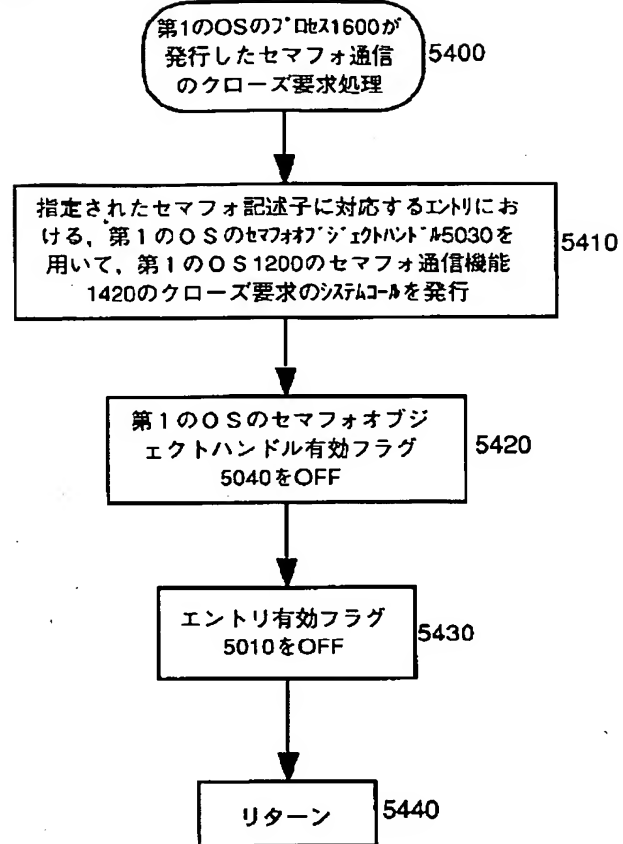 第1のOSのプロセス1600が
発行したセマフォ通信
のクローズ要求処理
5400
指定されたセマフォ記述子に対応するエントリにお
ける，第1のOSのセマフォオブジェクトハンドル5030を
用いて，第1のOS1200のセマフォ通信機能
1420のクローズ要求のシステムコールを発行
5410
第1のOSのセマフォオブジ
ェクトハンドル有効フラグ
5040をOFF
5420
エントリ有効フラグ
5010をOFF
5430
リターン
5440